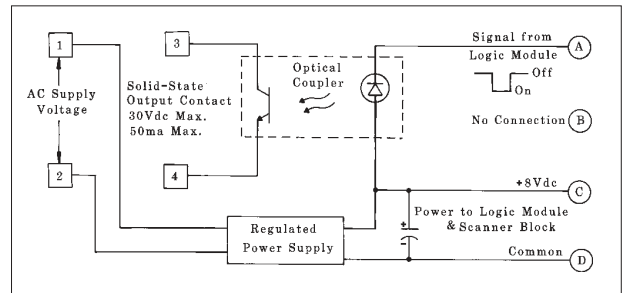 1
AC Supply
Voltage
2
3
Solid-State
Output Contact
30Vdc Max.
50ma Max.
4
Optical
Coupler
Signal from
Logic Module
A
Off
On
No Connection
B
+8Vdc
C
Power to Logic Module
& Scanner Block
+
-
Regulated
Power Supply
Common
D